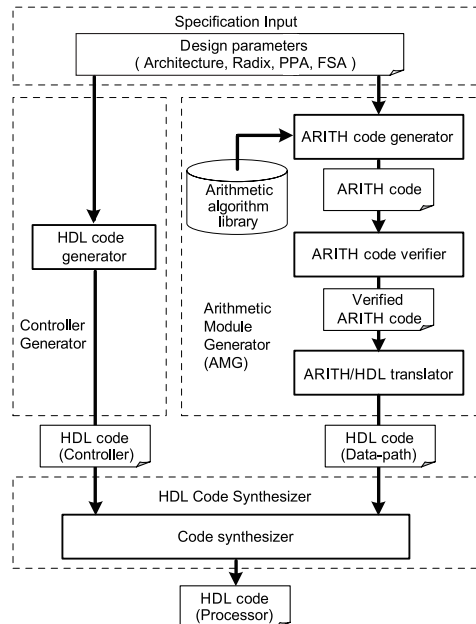 Specification Input
Design parameters
( Architecture, Radix, PPA, FSA )
ARITH code generator
Arithmetic
algorithm
library
ARITH code
HDL code
generator
ARITH code verifier
Verified
ARITH code
Controller
Generator
Arithmetic
Module
Generator
(AMG)
ARITH/HDL translator
HDL code
(Controller)
HDL code
(Data-path)
HDL Code Synthesizer
Code synthesizer
HDL code
(Processor)